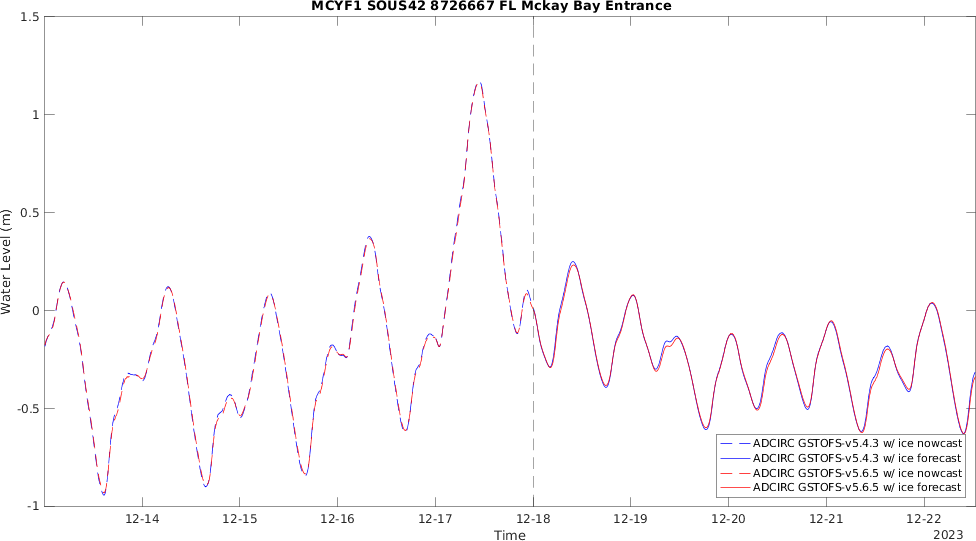 MCYF1 SOUS42 8726667 FL Mckay Bay Entrance
1.5
1
0.5
0
-0.5
-1
Water Level (m)
12-14 12-15 12-16 12-17 12-18 12-19 12-20 12-21 12-22
Time
2023
ADCIRC GSTOFS-v5.4.3 w/ ice nowcast
ADCIRC GSTOFS-v5.4.3 w/ ice forecast
ADCIRC GSTOFS-v5.6.5 w/ ice nowcast
ADCIRC GSTOFS-v5.6.5 w/ ice forecast